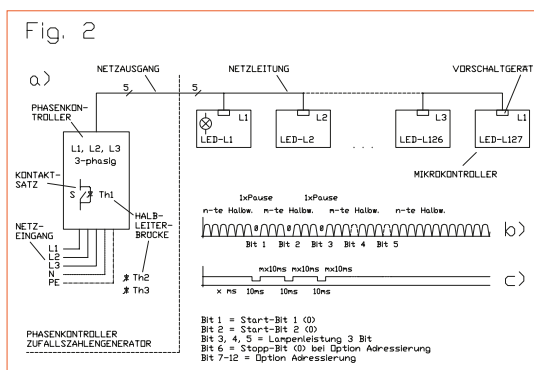 Fig. 2
a)
NETZAUSGANG
NETZLEITUNG
VORSCHALTGERÄT
5
5
PHASENKON-
TROLLER
L1, L2, L3
3-phasig
L1
LED-L1
L2
LED-L2
. . .
L3
LED-L126
L1
LED-L127
MIKROKONTROLLER
KONTAKT-
SATZ
S
Th1
HALB-
LEITER-
BRÜCKE
NETZ-
EINGANG
L1
L2
L3
N
PE
Th2
Th3
PHASENKONTROLLER
ZUFALLSZAHLENGENERATOR
1xPause 1xPause
n-te Halbw. m-te Halbw. m-te Halbw. n-te Halbw.
0 0 0
b)
Bit 1 Bit 2 Bit 3 Bit 4 Bit 5
mx10ms mx10ms mx10ms
c)
x ms 10ms 10ms 10ms
Bit 1 = Start-Bit 1 (0)
Bit 2 = Start-Bit 2 (0)
Bit 3, 4, 5 = Lampenleistung 3 Bit
Bit 6 = Stopp-Bit (0) bei Option Adressierung
Bit 7-12 = Option Adressierung